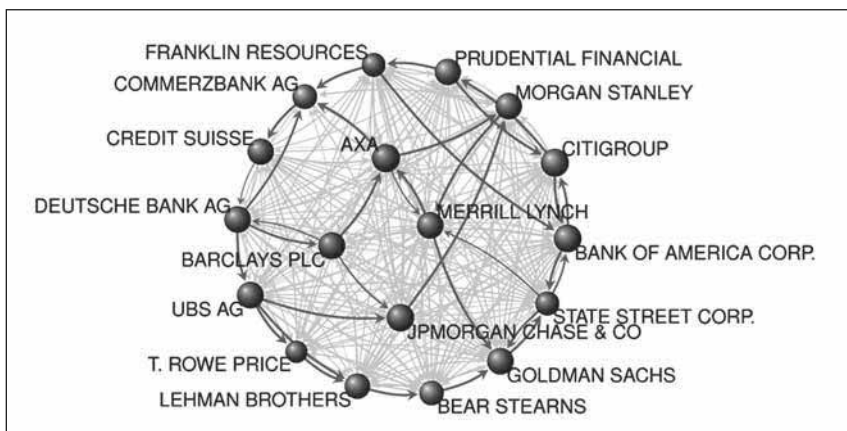 FRANKLIN RESOURCES
PRUDENTIAL FINANCIAL
COMMERZBANK AG
MORGAN STANLEY
CREDIT SUISSE
AXA
CITIGROUP
DEUTSCHE BANK AG
MERRILL LYNCH
BARCLAYS PLC
BANK OF AMERICA CORP.
UBS AG
STATE STREET CORP.
JPMORGAN CHASE & CO
T. ROWE PRICE
GOLDMAN SACHS
LEHMAN BROTHERS
BEAR STEARNS